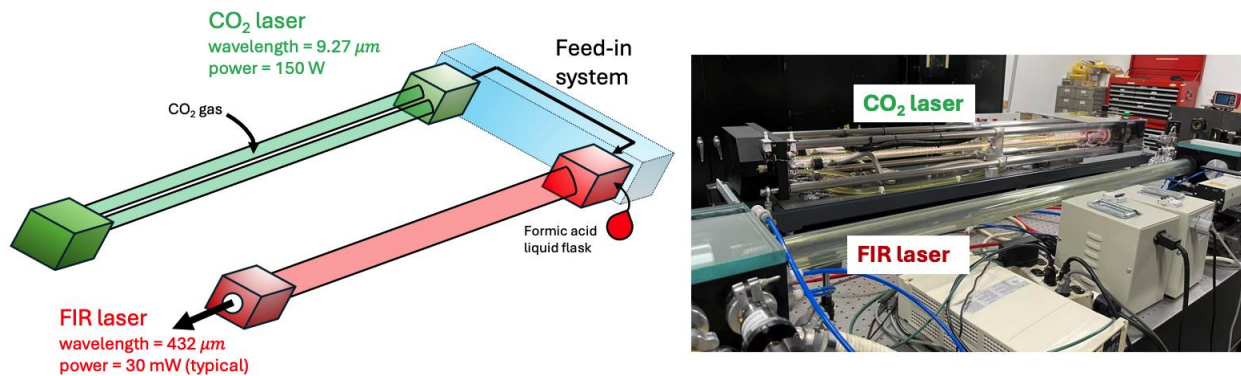 CO₂ laser
wavelength = 9.27 μm
power = 150 W
CO₂ gas
Feed-in
system
Formic acid
liquid flask
FIR laser
wavelength = 432 μm
power = 30 mW (typical)
CO₂ laser
FIR laser